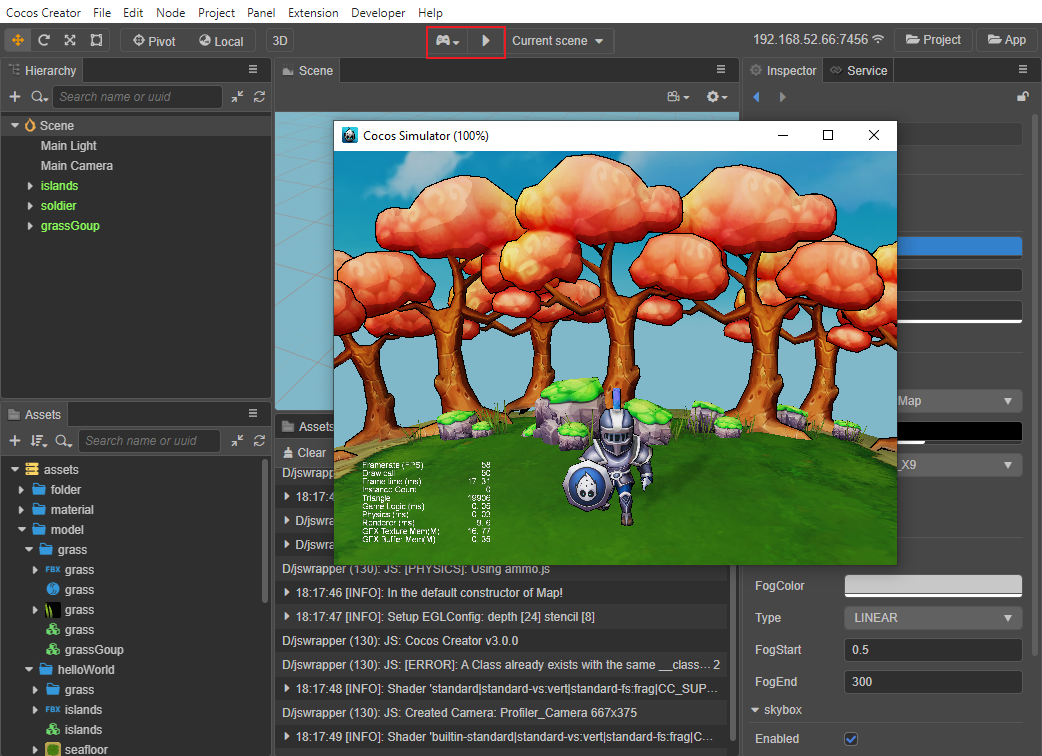 Cocos Creator File Edit Node Project Panel Extension Developer Help
Pivot Local 3D Current scene 192.168.52.66:7456 Project App
Hierarchy
Search name or uuid
Scene
Main Light
Main Camera
islands
soldier
grassGoup
Assets
Search name or uuid
assets
folder
material
model
grass
FBX grass
grass
grass
grass
grassGoup
helloWorld
grass
FBX islands
islands
seafloor
Scene
Cocos Simulator (100%)
Framerate (FPS) 58
Draw call 50
Frame time (ms) 17.31
Instance Count 0
Triangle 19906
Game Logic (ms) 0.05
Physics (ms) 0.03
Renderer (ms) 9.6
GFX Texture Mem(M) 16.77
GFX Buffer Mem(M) 0.35
Assets
Clear
D/jswrapp
18:17:4
D/jswra
D/jswra
D/jswrapper (130): JS: [PHYSICS]: Using ammo.js
18:17:46 [INFO]: In the default constructor of Map!
18:17:47 [INFO]: Setup EGLConfig: depth [24] stencil [8]
D/jswrapper (130): JS: Cocos Creator v3.0.0
D/jswrapper (130): JS: [ERROR]: A Class already exists with the same __class... 2
18:17:48 [INFO]: Shader 'standard|standard-vs:vert|standard-fs:frag|CC_SUP...
D/jswrapper (130): JS: Created Camera: Profiler_Camera 667x375
18:17:49 [INFO]: Shader 'builtin-standard|standard-vs:vert|standard-fs:frag|C...
Inspector Service
Map
_X9
FogColor
Type LINEAR
FogStart 0.5
FogEnd 300
skybox
Enabled